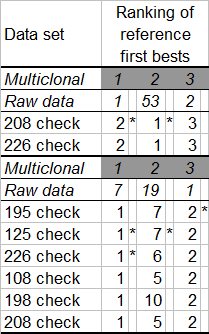 Data set Ranking of
reference
first bests
Multiclonal 1 2 3
Raw data 1 53 2
208 check 2 * 1 * 3
226 check 2 1 3
Multiclonal 1 2 3
Raw data 7 19 1
195 check 1 7 2 *
125 check 1 * 7 * 2
226 check 1 * 6 2
108 check 1 5 2
198 check 1 10 2
208 check 1 5 2